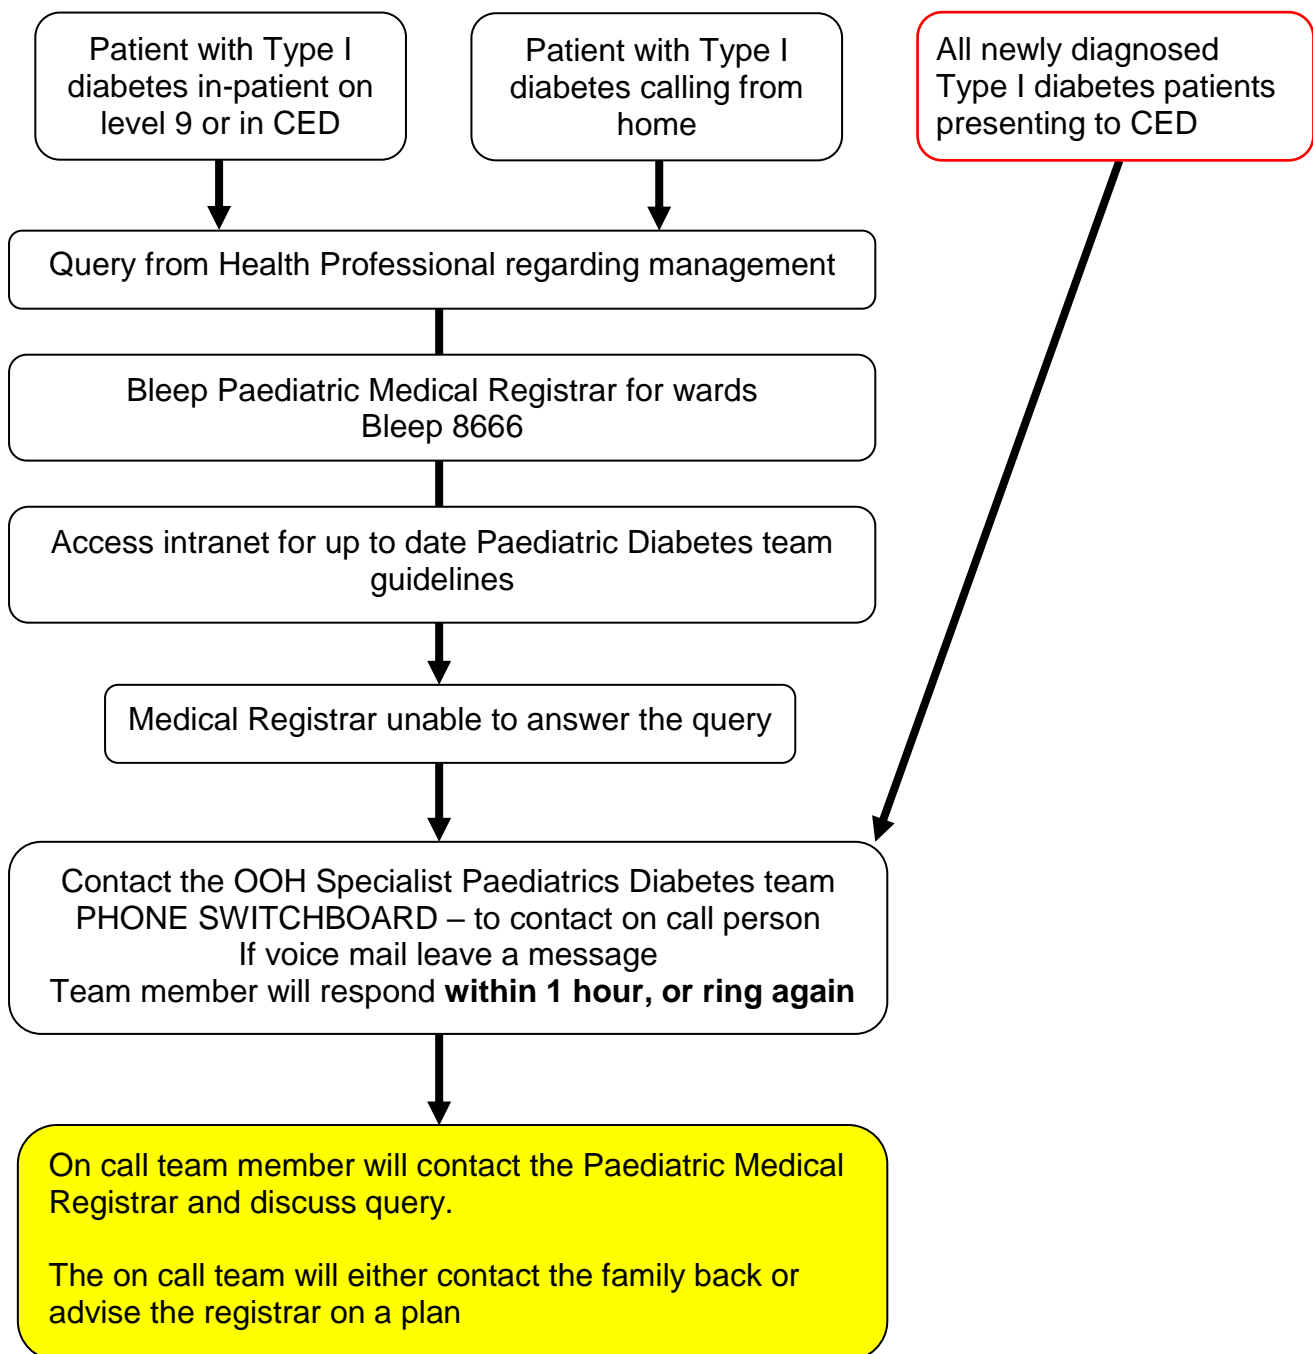 Patient with Type I
diabetes in-patient on
level 9 or in CED
Patient with Type I
diabetes calling from
home
All newly diagnosed
Type I diabetes patients
presenting to CED
Query from Health Professional regarding management
Bleep Paediatric Medical Registrar for wards
Bleep 8666
Access intranet for up to date Paediatric Diabetes team
guidelines
Medical Registrar unable to answer the query
Contact the OOH Specialist Paediatrics Diabetes team
PHONE SWITCHBOARD – to contact on call person
If voice mail leave a message
Team member will respond within 1 hour, or ring again
On call team member will contact the Paediatric Medical
Registrar and discuss query.
The on call team will either contact the family back or
advise the registrar on a plan